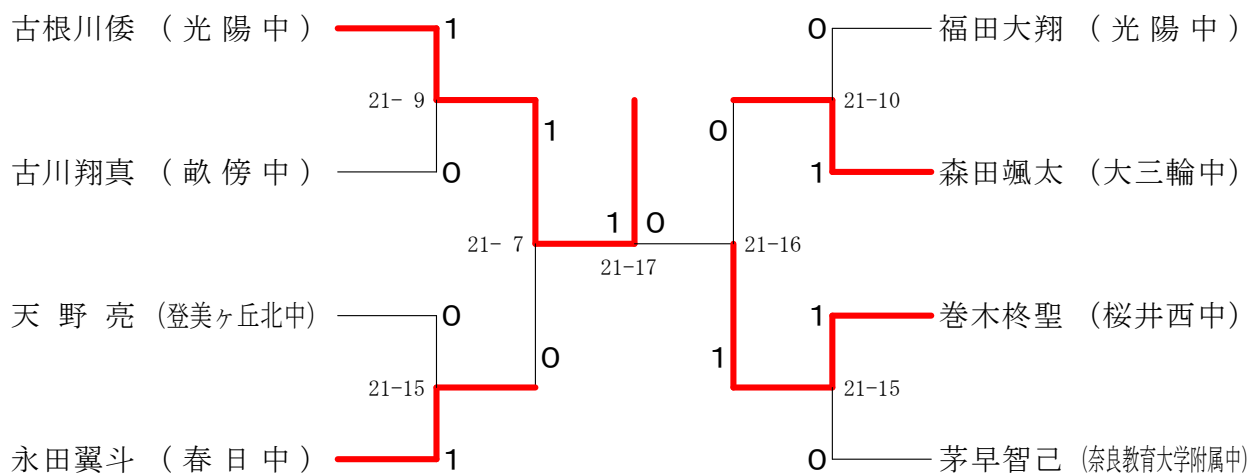 古根川倭 (光陽中) 1 0 福田大翔 (光陽中)
21- 9 21-10
1 0
古川翔真 (畝傍中) 0 1 森田颯太 (大三輪中)
1 0
21- 7 21-16
21-17
天野亮 (登美ヶ丘北中) 0 1 巻木柊聖 (桜井西中)
0 1
21-15 21-15
永田翼斗 (春日中) 1 0 茅早智己 (奈良教育大学附属中)